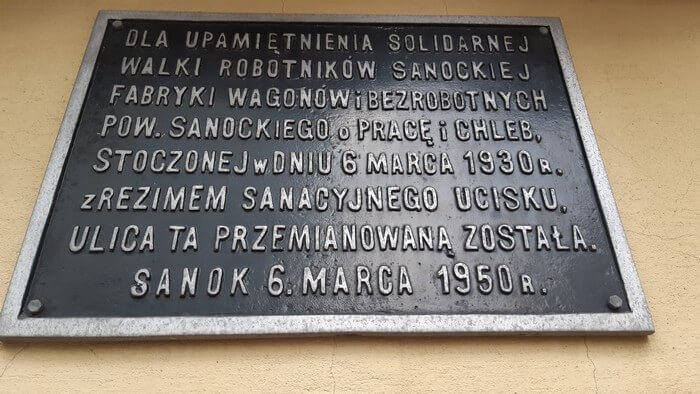 DLA UPAMIĘTNIENIA SOLIDARNEJ
WALKI ROBOTNIKÓW SANOCKIEJ
FABRYKI WAGONÓW i BEZROBOTNYCH
POW. SANOCKIEGO o PRACĘ i CHLEB,
STOCZONEJ w DNIU 6 MARCA 1930 R.
z REZIMEM SANACYJNEGO UCISKU,
ULICA TA PRZEMIANOWANĄ ZOSTAŁA.
SANOK 6. MARCA 1950 R.